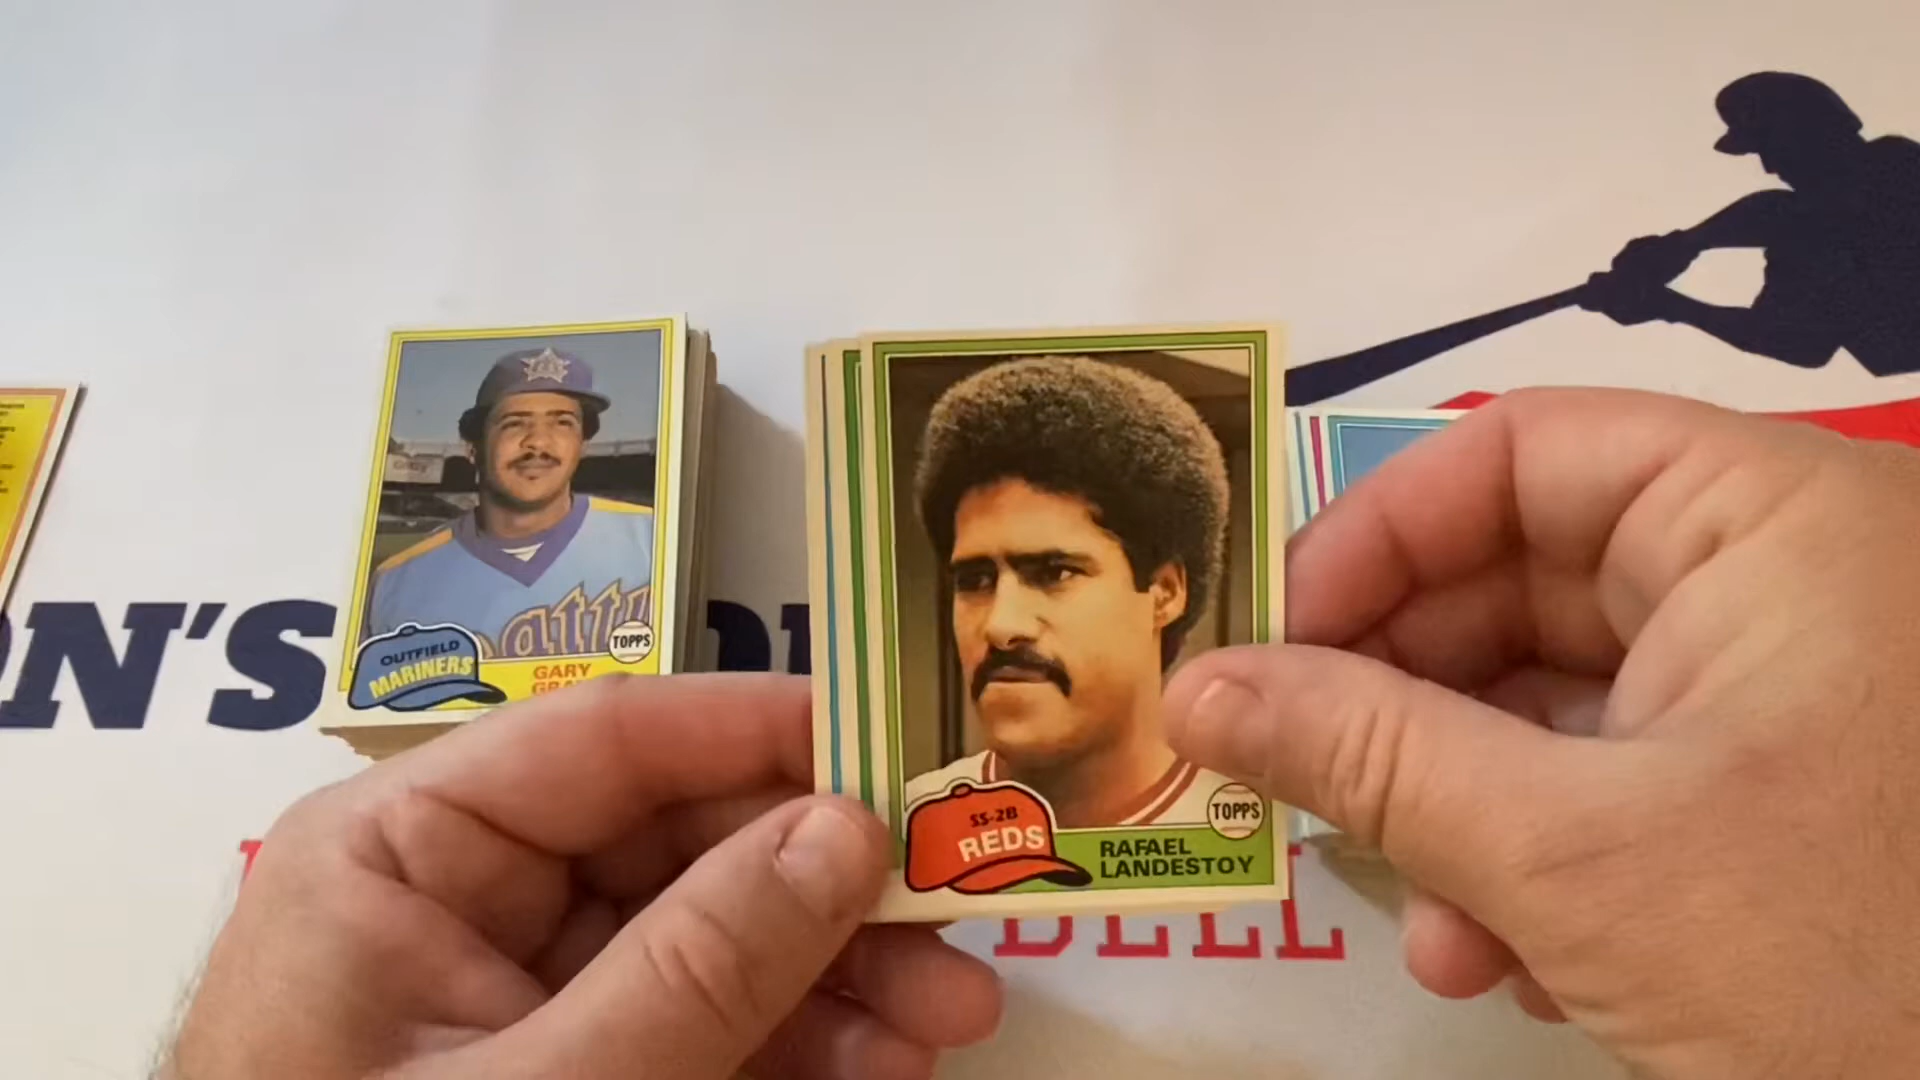 OUTFIELD
MARINERS
GARY
TOPPS
SS-2B
REDS
RAFAEL
LANDESTOY
TOPPS
N'S
BELL